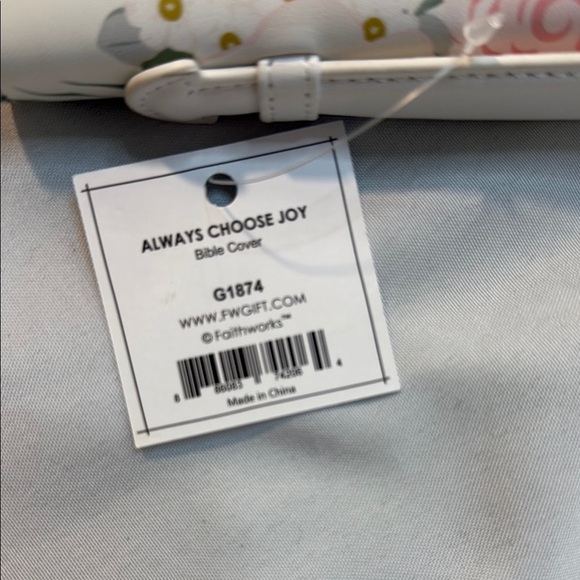 ALWAYS CHOOSE JOY
Bible Cover
G1874
WWW.FWGIFT.COM
© Faithworks™
Made in China